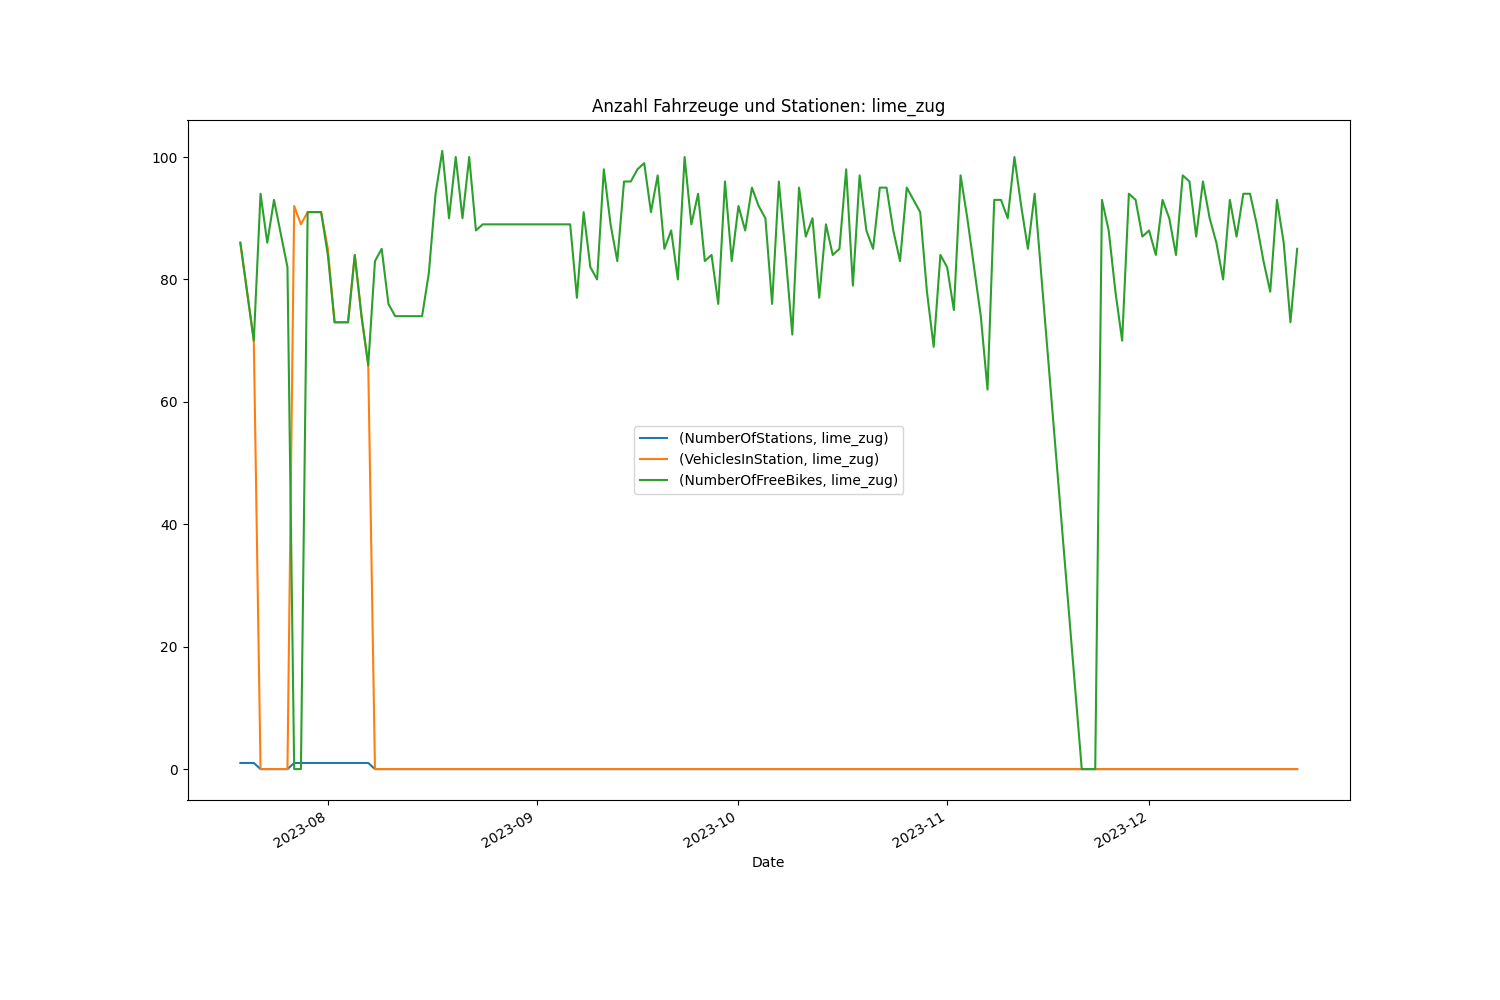 Anzahl Fahrzeuge und Stationen: lime_zug
100
80
60
40
20
0
(NumberOfStations, lime_zug)
(VehiclesInStation, lime_zug)
(NumberOfFreeBikes, lime_zug)
2023-08
2023-09
2023-10
2023-11
2023-12
Date